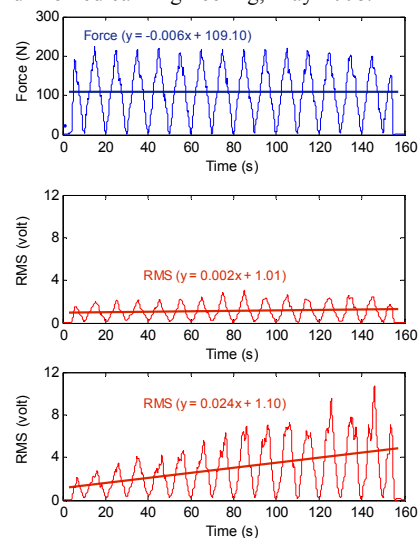 300
200
100
0
Force (N)
Force (y = -0.006x + 109.10)
0 20 40 60 80 100 120 140 160
Time (s)
12
8
4
0
RMS (volt)
RMS (y = 0.002x + 1.01)
0 20 40 60 80 100 120 140 160
Time (s)
12
8
4
0
RMS (volt)
RMS (y = 0.024x + 1.10)
0 20 40 60 80 100 120 140 160
Time (s)